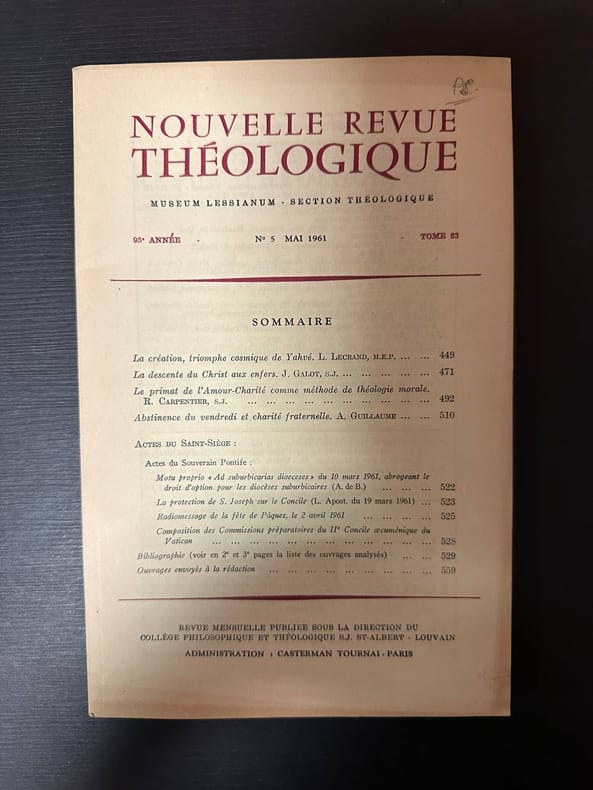 NOUVELLE REVUE
THÉOLOGIQUE
MUSEUM LESSIANUM · SECTION THÉOLOGIQUE
93ᵉ ANNÉE · Nº 5 MAI 1961 · TOME 83
SOMMAIRE
La création, triomphe cosmique de Yahvé. L. LEGRAND, M.E.P. ... ... 449
La descente du Christ aux enfers. J. GALOT, S.J. ... ... ... ... ... 471
Le primat de l'Amour-Charité comme méthode de théologie morale.
R. CARPENTIER, S.J. ... ... ... ... ... ... ... ... ... ... 492
Abstinence du vendredi et charité fraternelle. A. GUILLAUME ... ... 510
ACTES DU SAINT-SIÈGE :
Actes du Souverain Pontife :
Motu proprio « Ad suburbicarias dioeceses » du 10 mars 1961, abrogeant le
droit d'option pour les diocèses suburbicaires (A. de B.) ... ... ... 522
La protection de S. Joseph sur le Concile (L. Apost. du 19 mars 1961) ... 523
Radiomessage de la fête de Pâques, le 2 avril 1961 ... ... ... ... 525
Composition des Commissions préparatoires du IIᵉ Concile œcuménique du
Vatican ... ... ... ... ... ... ... ... ... ... ... ... ... 528
Bibliographie (voir en 2ᵉ et 3ᵉ pages la liste des ouvrages analysés) ... ... 529
Ouvrages envoyés à la rédaction ... ... ... ... ... ... ... ... ... 559
REVUE MENSUELLE PUBLIEE SOUS LA DIRECTION DU
COLLÈGE PHILOSOPHIQUE ET THÉOLOGIQUE S.J. ST-ALBERT · LOUVAIN
ADMINISTRATION : CASTERMAN TOURNAI · PARIS